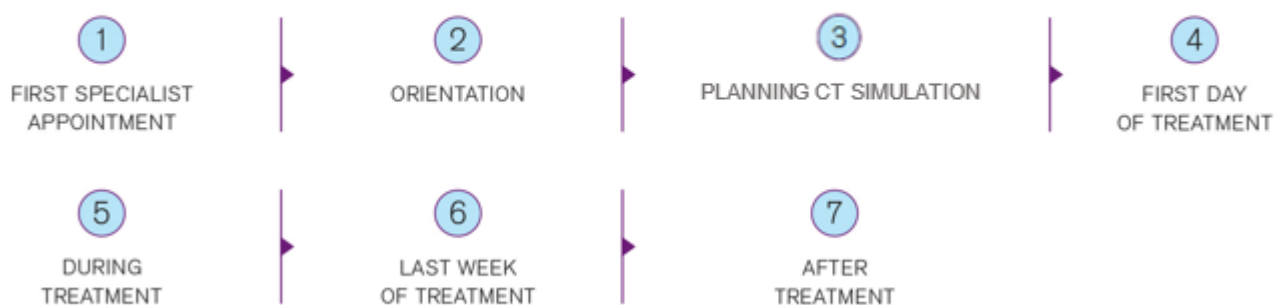 1
FIRST SPECIALIST
APPOINTMENT
2
ORIENTATION
3
PLANNING CT SIMULATION
4
FIRST DAY
OF TREATMENT
5
DURING
TREATMENT
6
LAST WEEK
OF TREATMENT
7
AFTER
TREATMENT